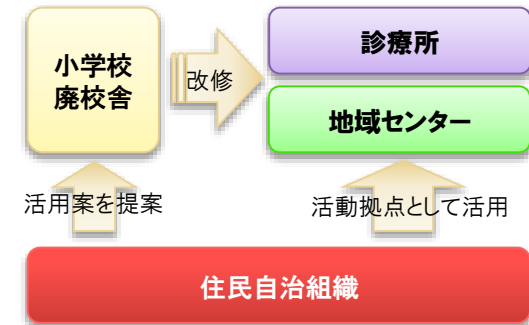 小学校
廃校舎
改修
診療所
地域センター
活用案を提案
活動拠点として活用
住民自治組織